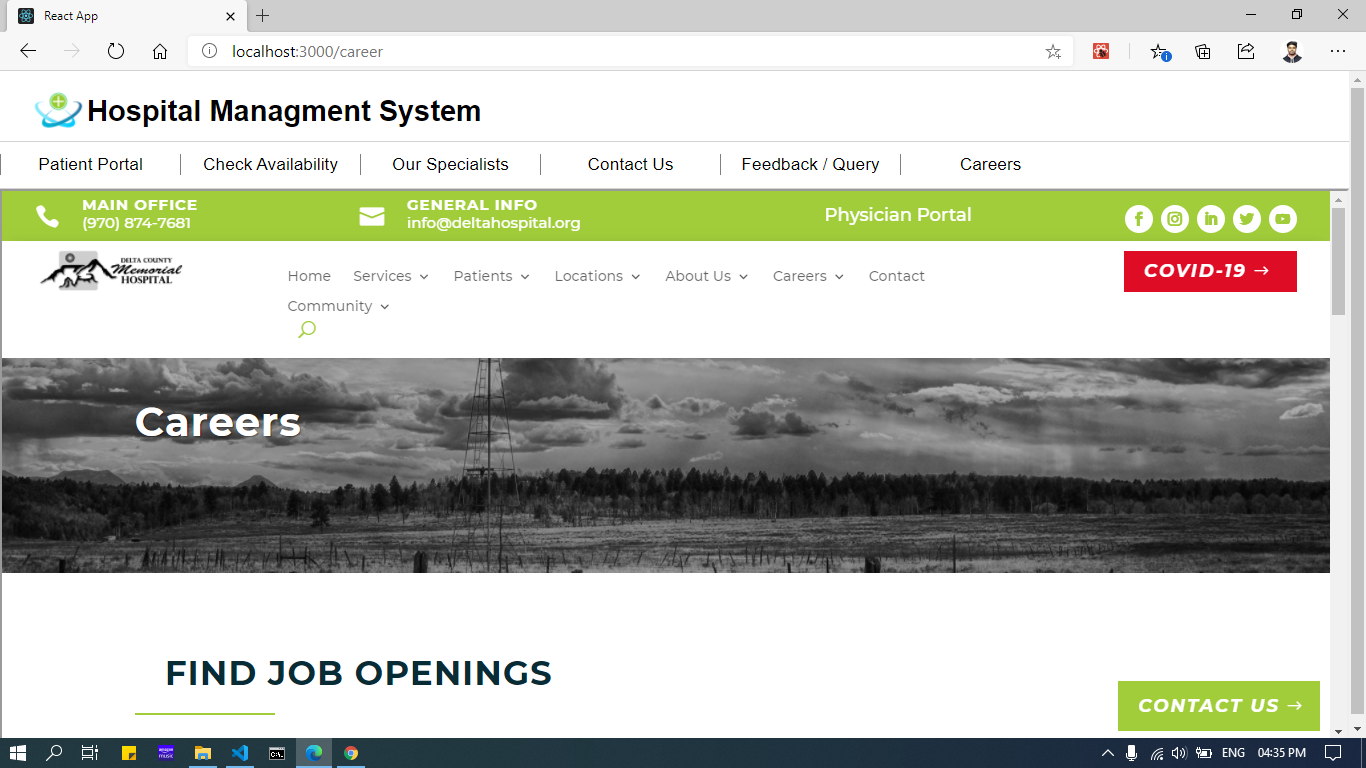 React App
localhost:3000/career
Hospital Managment System
Patient Portal
Check Availability
Our Specialists
Contact Us
Feedback / Query
Careers
MAIN OFFICE
(970) 874-7681
GENERAL INFO
info@deltahospital.org
Physician Portal
DELTA COUNTY
Memorial
HOSPITAL
Home Services Patients Locations About Us Careers Contact
Community
COVID-19 →
Careers
FIND JOB OPENINGS
CONTACT US →
amazon
music
C:\.
ENG
04:35 PM